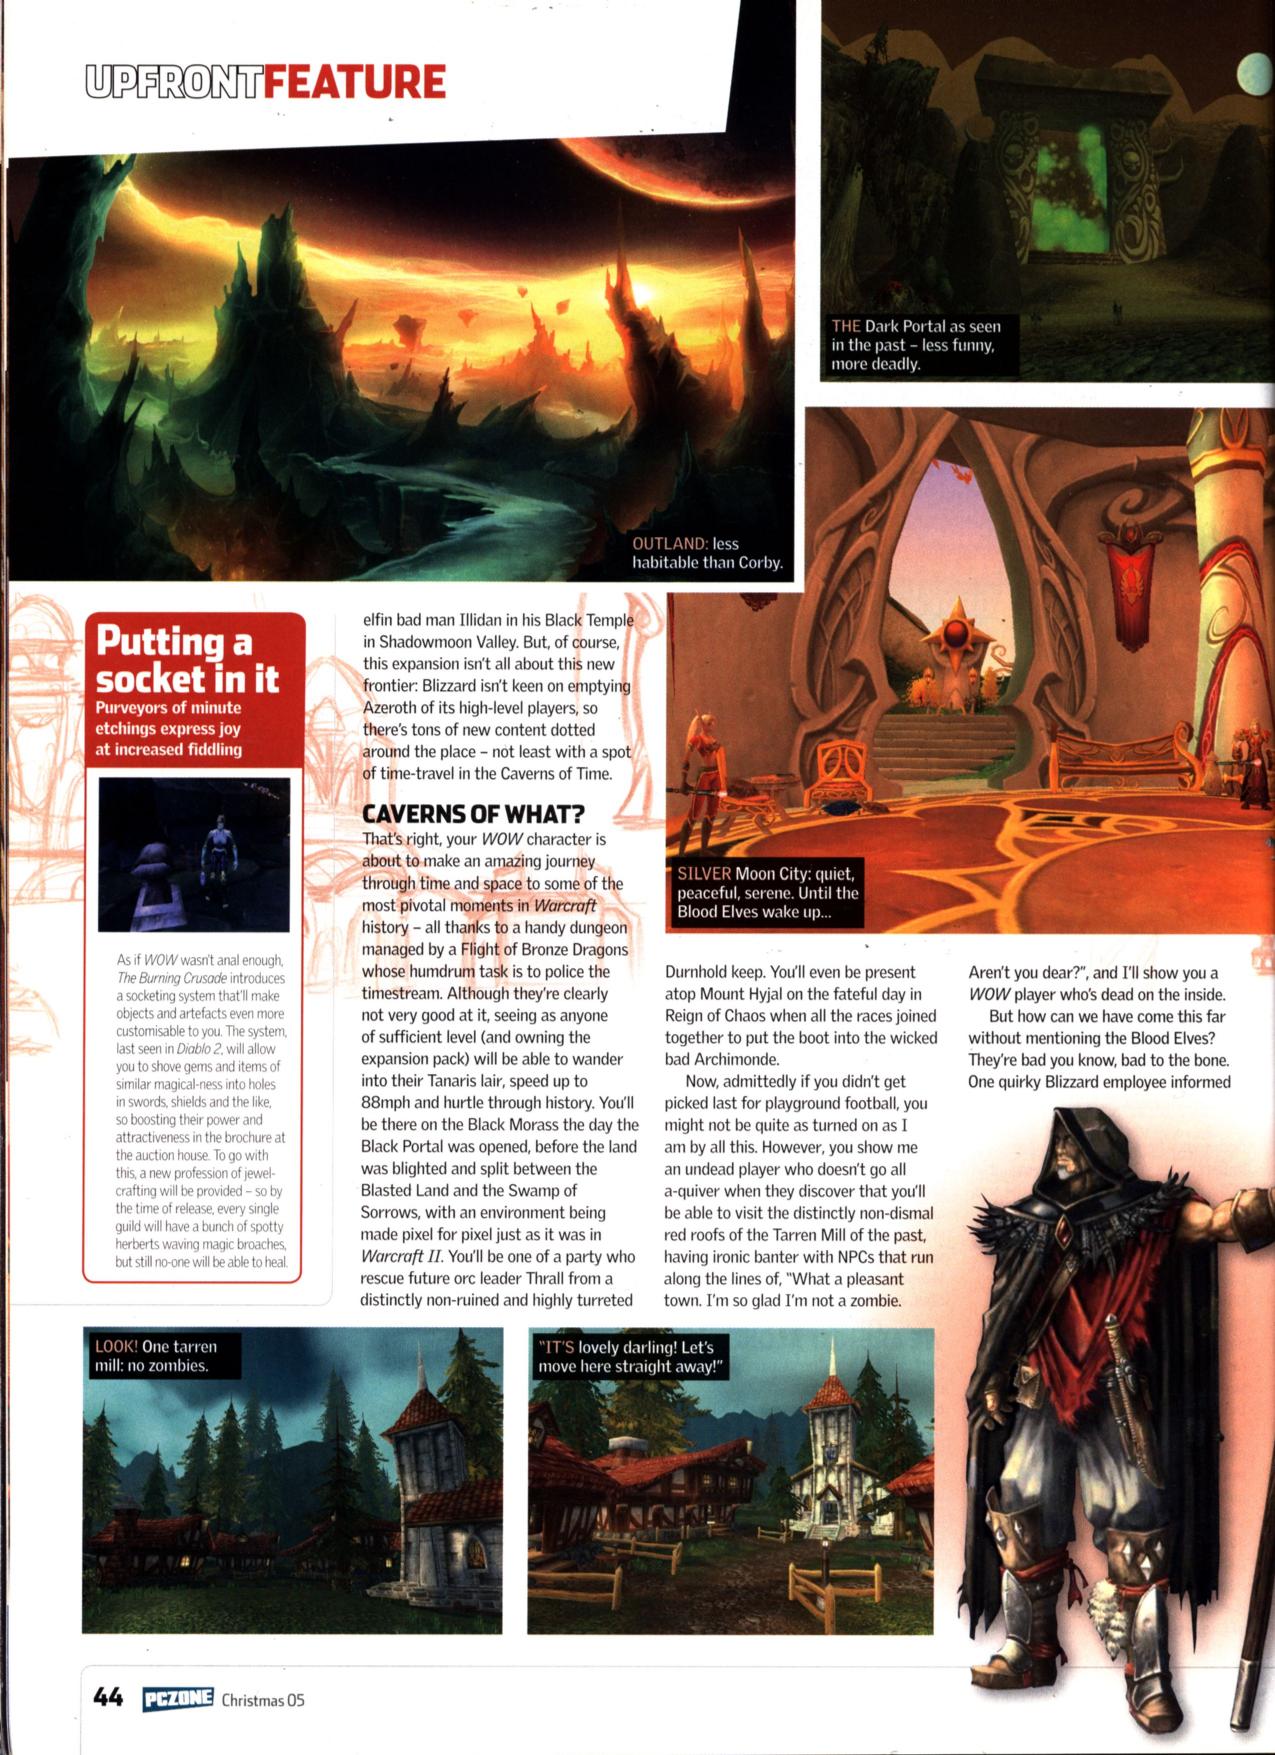 UPFRONTFEATURE
THE Dark Portal as seen
in the past – less funny,
more deadly.
OUTLAND: less
habitable than Corby.
SILVER Moon City: quiet,
peaceful, serene. Until the
Blood Elves wake up...
Putting a
socket in it
Purveyors of minute
etchings express joy
at increased fiddling
As if WOW wasn't anal enough,
The Burning Crusade introduces
a socketing system that'll make
objects and artefacts even more
customisable to you. The system,
last seen in Diablo 2, will allow
you to shove gems and items of
similar magical-ness into holes
in swords, shields and the like,
so boosting their power and
attractiveness in the brochure at
the auction house. To go with
this, a new profession of jewel-
crafting will be provided – so by
the time of release, every single
guild will have a bunch of spotty
herberts waving magic broaches,
but still no-one will be able to heal.
elfin bad man Illidan in his Black Temple
in Shadowmoon Valley. But, of course,
this expansion isn't all about this new
frontier: Blizzard isn't keen on emptying
Azeroth of its high-level players, so
there's tons of new content dotted
around the place – not least with a spot
of time-travel in the Caverns of Time.
CAVERNS OF WHAT?
That's right, your WOW character is
about to make an amazing journey
through time and space to some of the
most pivotal moments in Warcraft
history – all thanks to a handy dungeon
managed by a Flight of Bronze Dragons
whose humdrum task is to police the
timestream. Although they're clearly
not very good at it, seeing as anyone
of sufficient level (and owning the
expansion pack) will be able to wander
into their Tanaris lair, speed up to
88mph and hurtle through history. You'll
be there on the Black Morass the day the
Black Portal was opened, before the land
was blighted and split between the
Blasted Land and the Swamp of
Sorrows, with an environment being
made pixel for pixel just as it was in
Warcraft II. You'll be one of a party who
rescue future orc leader Thrall from a
distinctly non-ruined and highly turreted
Durnhold keep. You'll even be present
atop Mount Hyjal on the fateful day in
Reign of Chaos when all the races joined
together to put the boot into the wicked
bad Archimonde.
Now, admittedly if you didn't get
picked last for playground football, you
might not be quite as turned on as I
am by all this. However, you show me
an undead player who doesn't go all
a-quiver when they discover that you'll
be able to visit the distinctly non-dismal
red roofs of the Tarren Mill of the past,
having ironic banter with NPCs that run
along the lines of, "What a pleasant
town. I'm so glad I'm not a zombie.
Aren't you dear?", and I'll show you a
WOW player who's dead on the inside.
But how can we have come this far
without mentioning the Blood Elves?
They're bad you know, bad to the bone.
One quirky Blizzard employee informed
LOOK! One tarren
mill: no zombies.
"IT'S lovely darling! Let's
move here straight away!"
44 PCZONE Christmas 05